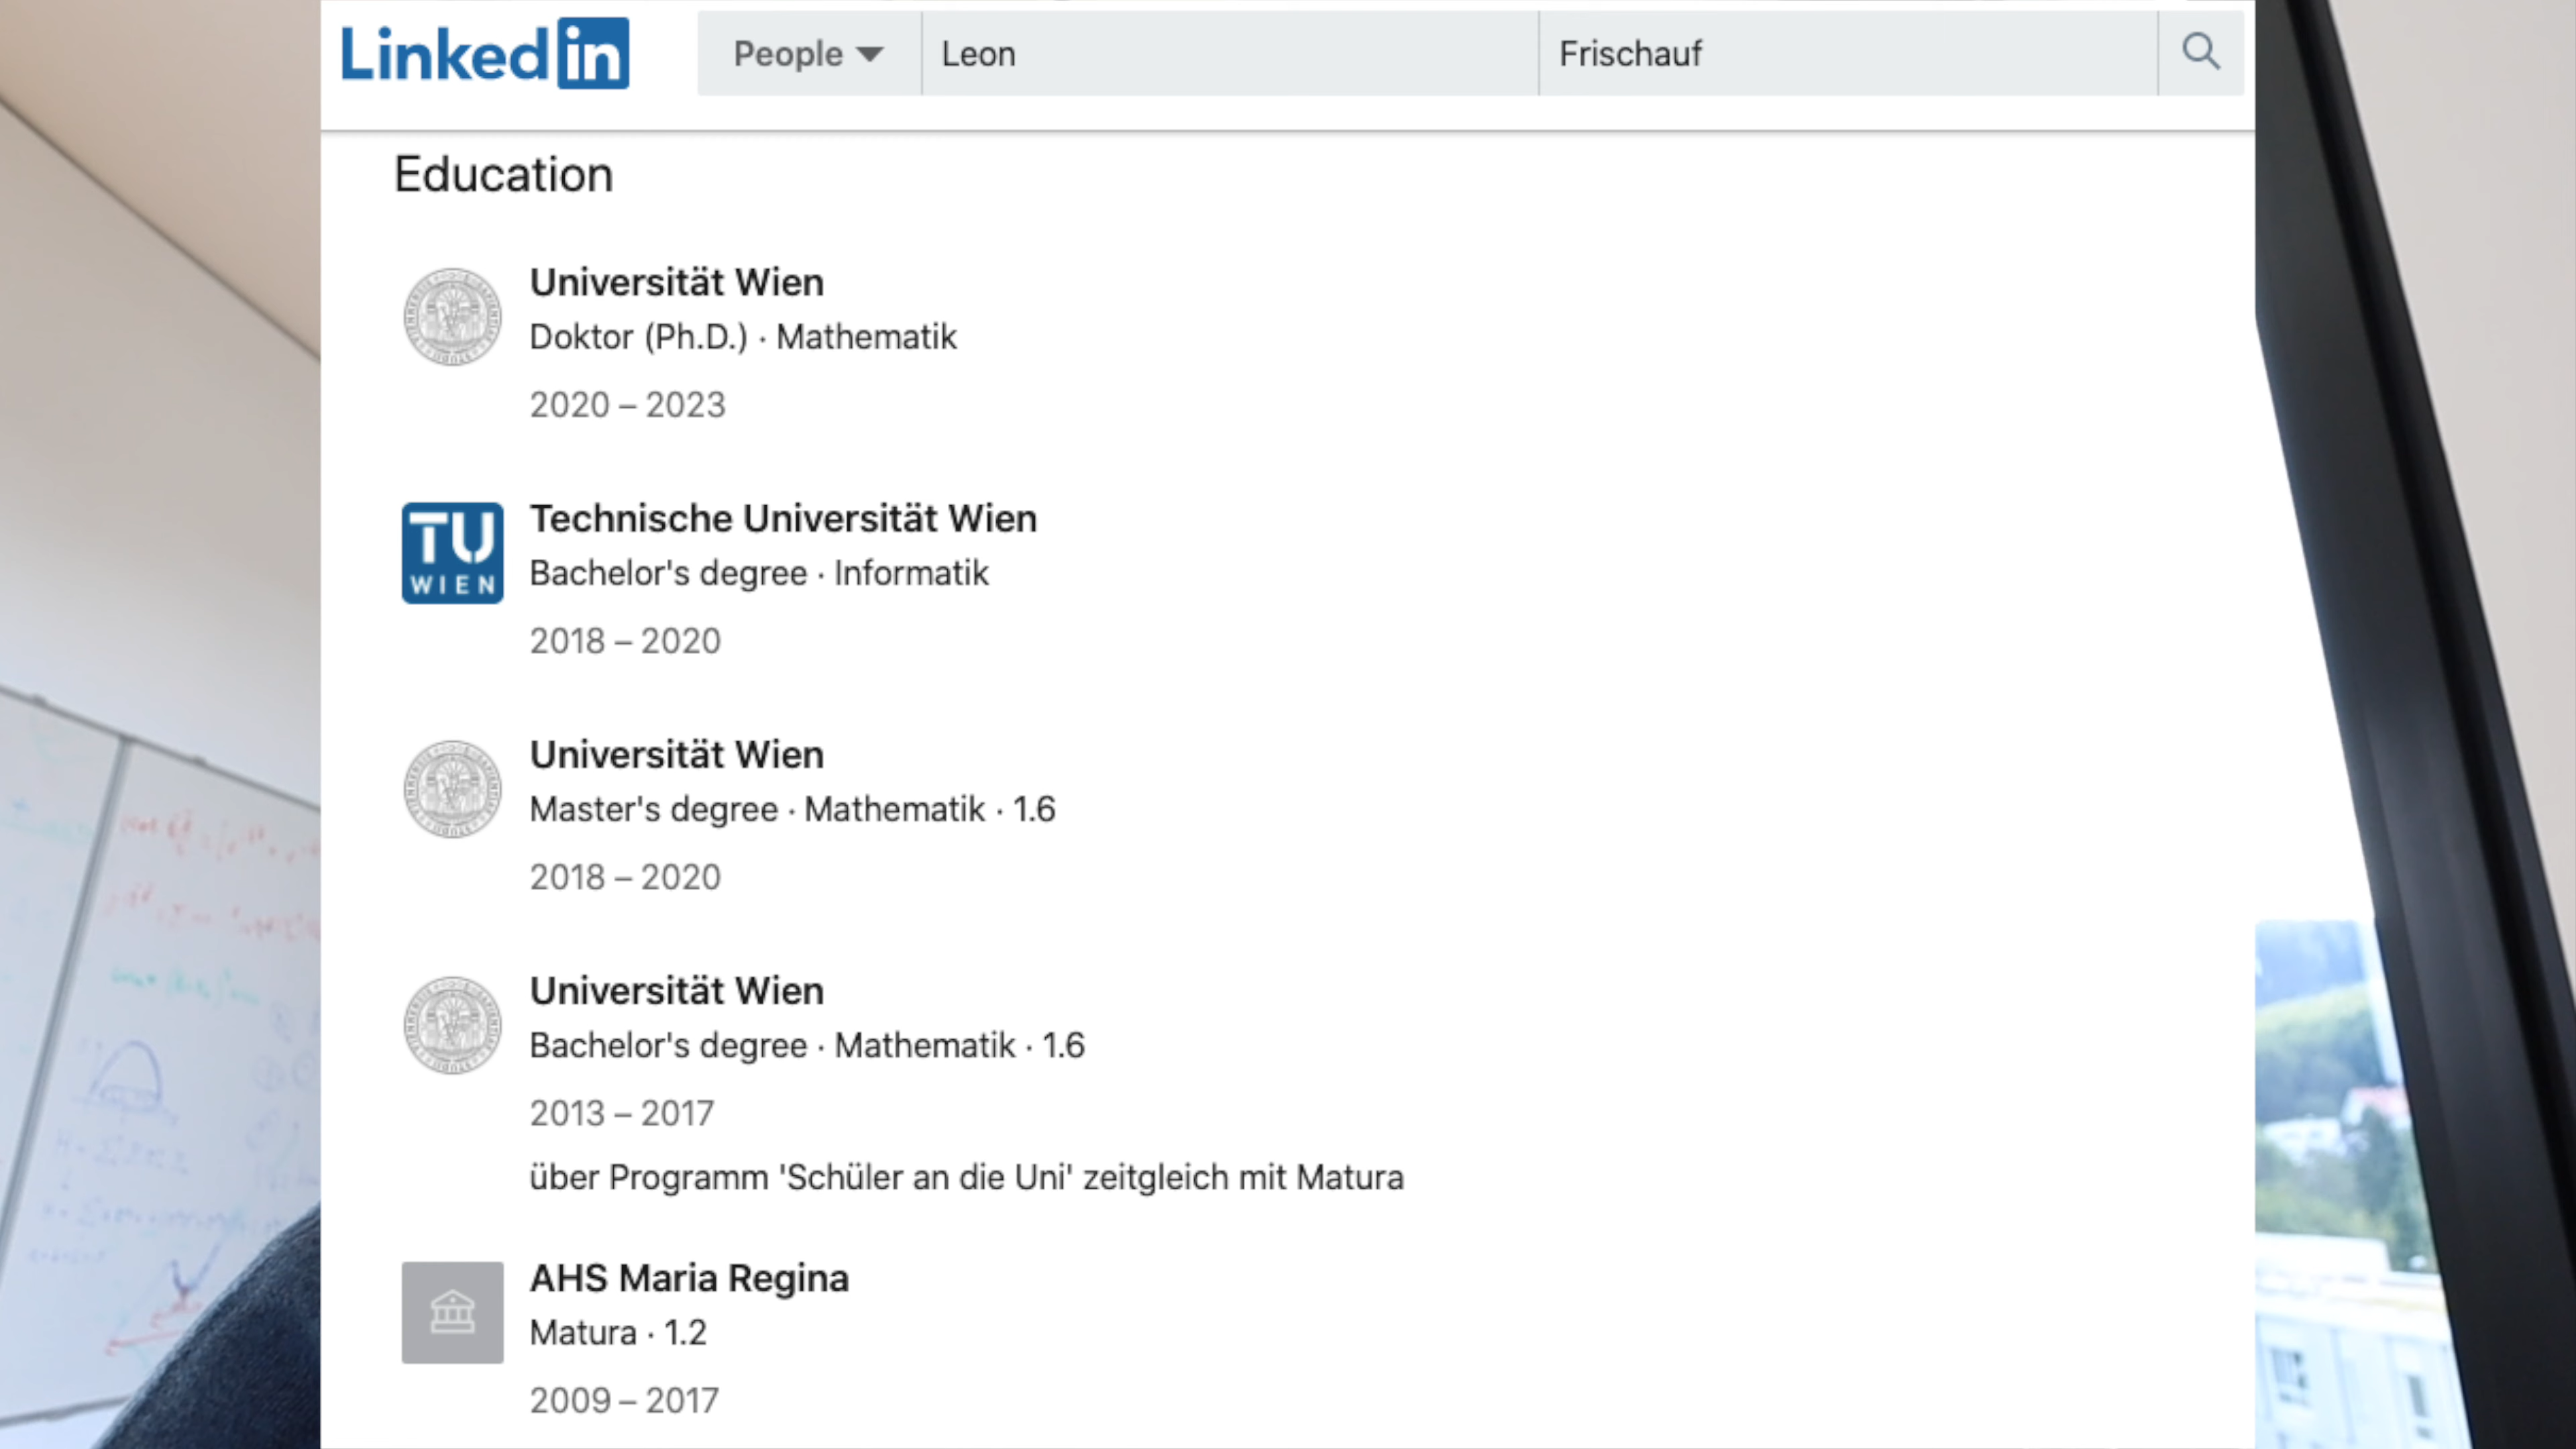 LinkedIn People Leon Frischauf
Education
Universität Wien
Doktor (Ph.D.) · Mathematik
2020 – 2023
TU
WIEN
Technische Universität Wien
Bachelor's degree · Informatik
2018 – 2020
Universität Wien
Master's degree · Mathematik · 1.6
2018 – 2020
Universität Wien
Bachelor's degree · Mathematik · 1.6
2013 – 2017
über Programm 'Schüler an die Uni' zeitgleich mit Matura
AHS Maria Regina
Matura · 1.2
2009 – 2017